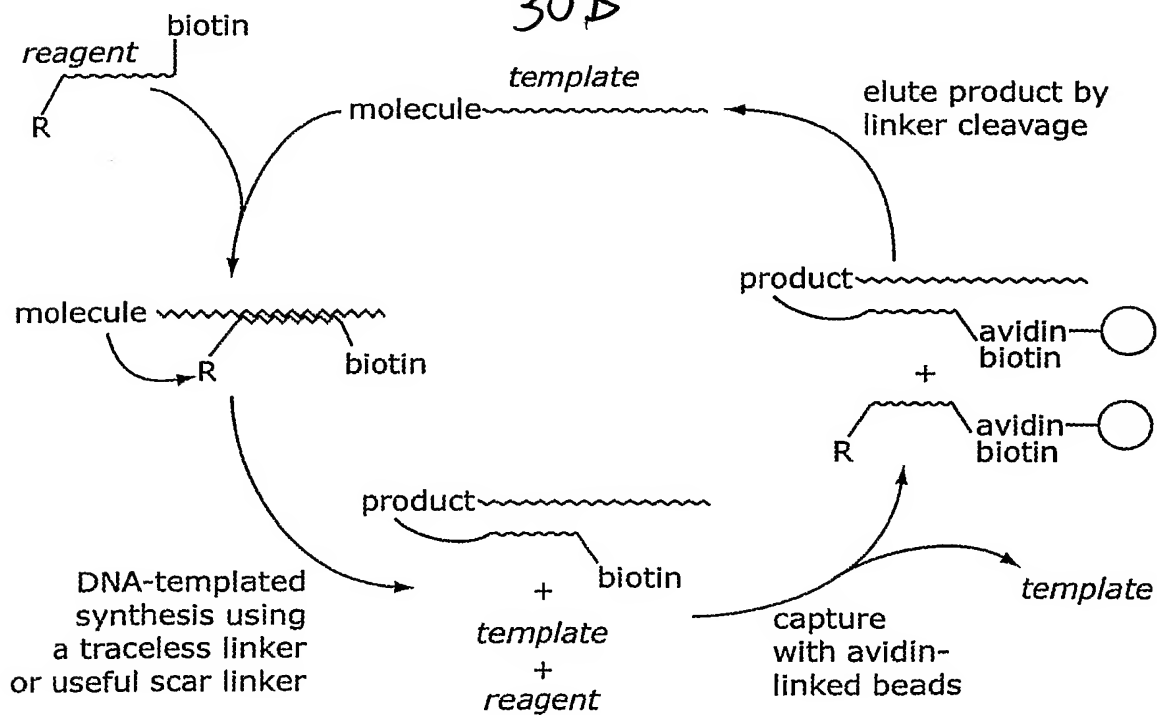 30B
biotin
reagent
R
template
molecule
elute product by
linker cleavage
molecule
R
biotin
product
avidin
biotin
+
R
avidin
biotin
product
biotin
+
template
+
reagent
DNA-templated
synthesis using
a traceless linker
or useful scar linker
capture
with avidin-
linked beads
template